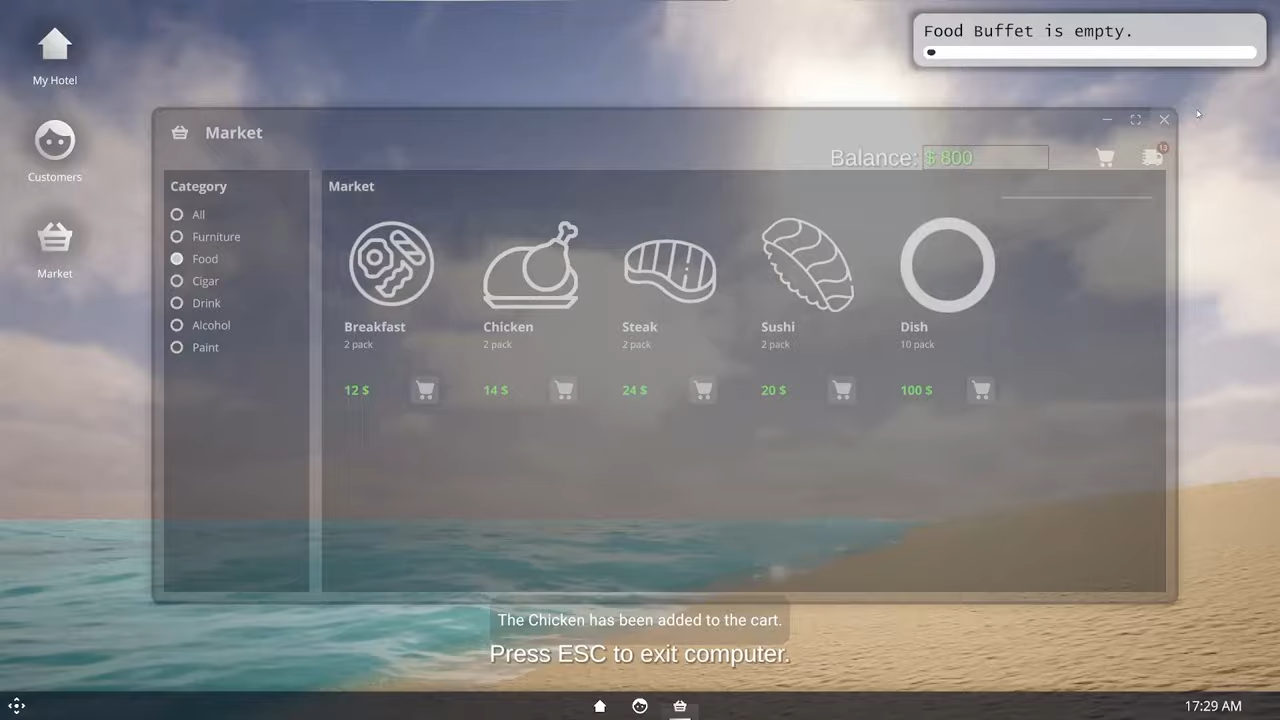 Food Buffet is empty.
My Hotel
Customers
Market
Market
Balance: $ 800
13
Category
All
Furniture
Food
Cigar
Drink
Alcohol
Paint
Market
Breakfast
2 pack
12 $
Chicken
2 pack
14 $
Steak
2 pack
24 $
Sushi
2 pack
20 $
Dish
10 pack
100 $
The Chicken has been added to the cart.
Press ESC to exit computer.
17:29 AM